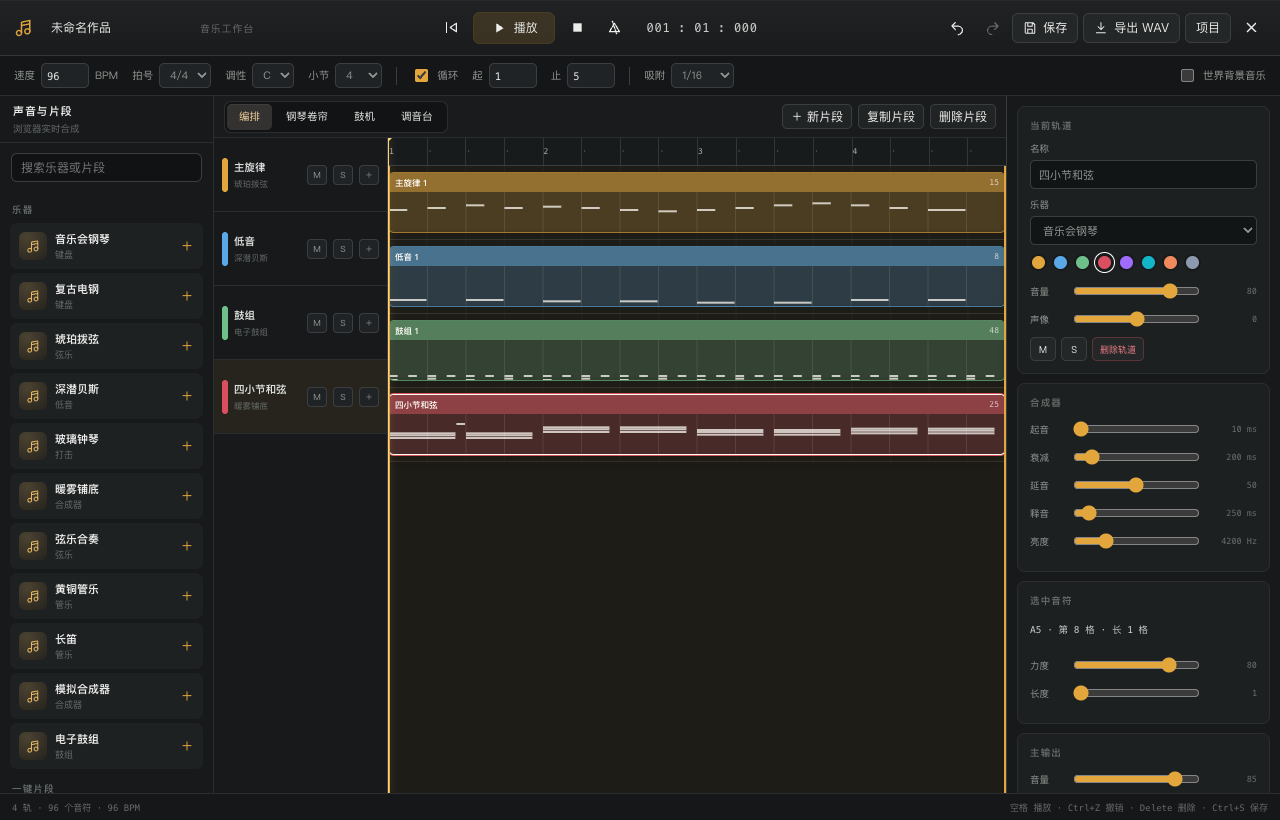 未命名作品
音乐工作台
播放
001 : 01 : 000
保存
导出 WAV
项目
速度 96 BPM 拍号 4/4 调性 C 小节 4 循环 起 1 止 5 吸附 1/16 世界背景音乐
声音与片段
浏览器实时合成
搜索乐器或片段
乐器
音乐会钢琴
键盘
复古电钢
键盘
琥珀拨弦
弦乐
深潜贝斯
低音
玻璃钟琴
打击
暖雾铺底
合成器
弦乐合奏
弦乐
黄铜管乐
管乐
长笛
管乐
模拟合成器
合成器
电子鼓组
鼓组
一键片段
编排 钢琴卷帘 鼓机 调音台
+ 新片段 复制片段 删除片段
1 2 3 4
主旋律
琥珀拨弦
M S +
低音
深潜贝斯
M S +
鼓组
电子鼓组
M S +
四小节和弦
暖雾铺底
M S +
主旋律 1 15
低音 1 8
鼓组 1 48
四小节和弦 25
当前轨道
名称
四小节和弦
乐器
音乐会钢琴
音量 80
声像 0
M S 删除轨道
合成器
起音 10 ms
衰减 200 ms
延音 50
释音 250 ms
亮度 4200 Hz
选中音符
A5 · 第 8 格 · 长 1 格
力度 80
长度 1
主输出
音量 85
4 轨 · 96 个音符 · 96 BPM
空格 播放 · Ctrl+Z 撤销 · Delete 删除 · Ctrl+S 保存